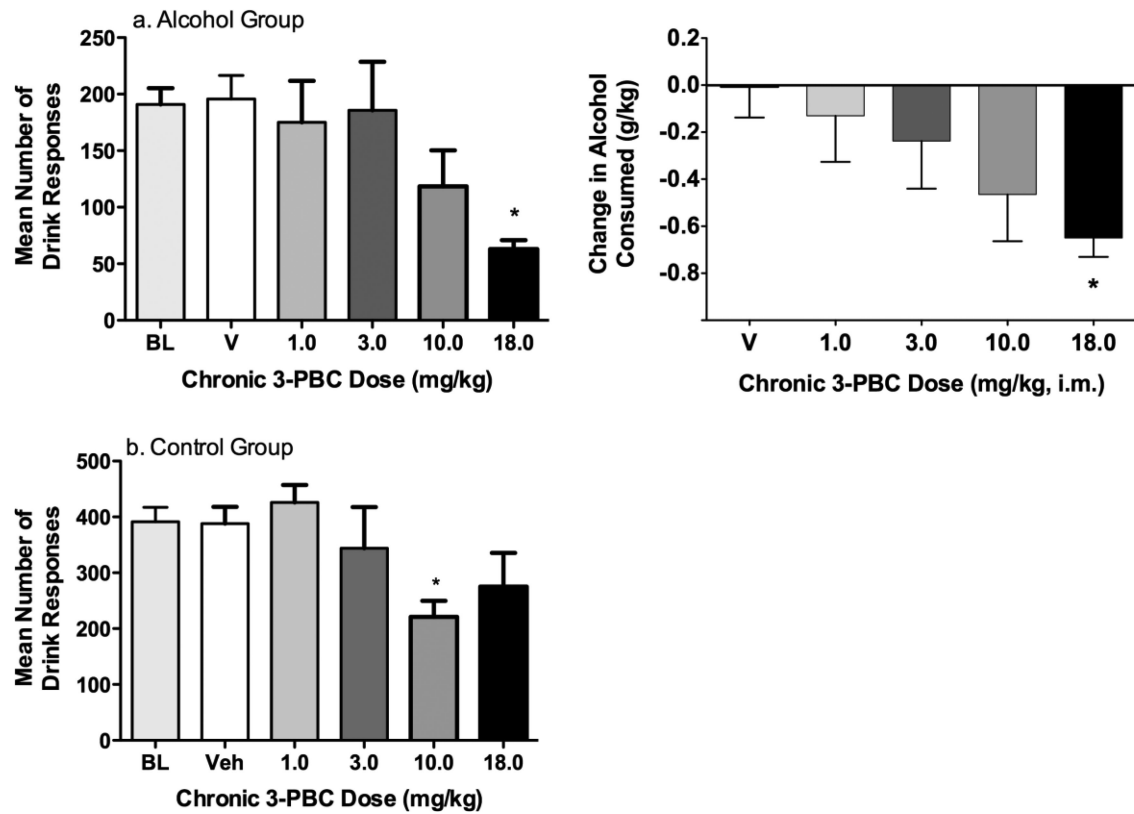 a. Alcohol Group
Mean Number of
Drink Responses
250
200
150
100
50
0
BL V 1.0 3.0 10.0 18.0
*
Chronic 3-PBC Dose (mg/kg)
Change in Alcohol
Consumed (g/kg)
0.2
0.0
-0.2
-0.4
-0.6
-0.8
*
V 1.0 3.0 10.0 18.0
Chronic 3-PBC Dose (mg/kg, i.m.)
b. Control Group
Mean Number of
Drink Responses
500
400
300
200
100
0
*
BL Veh 1.0 3.0 10.0 18.0
Chronic 3-PBC Dose (mg/kg)